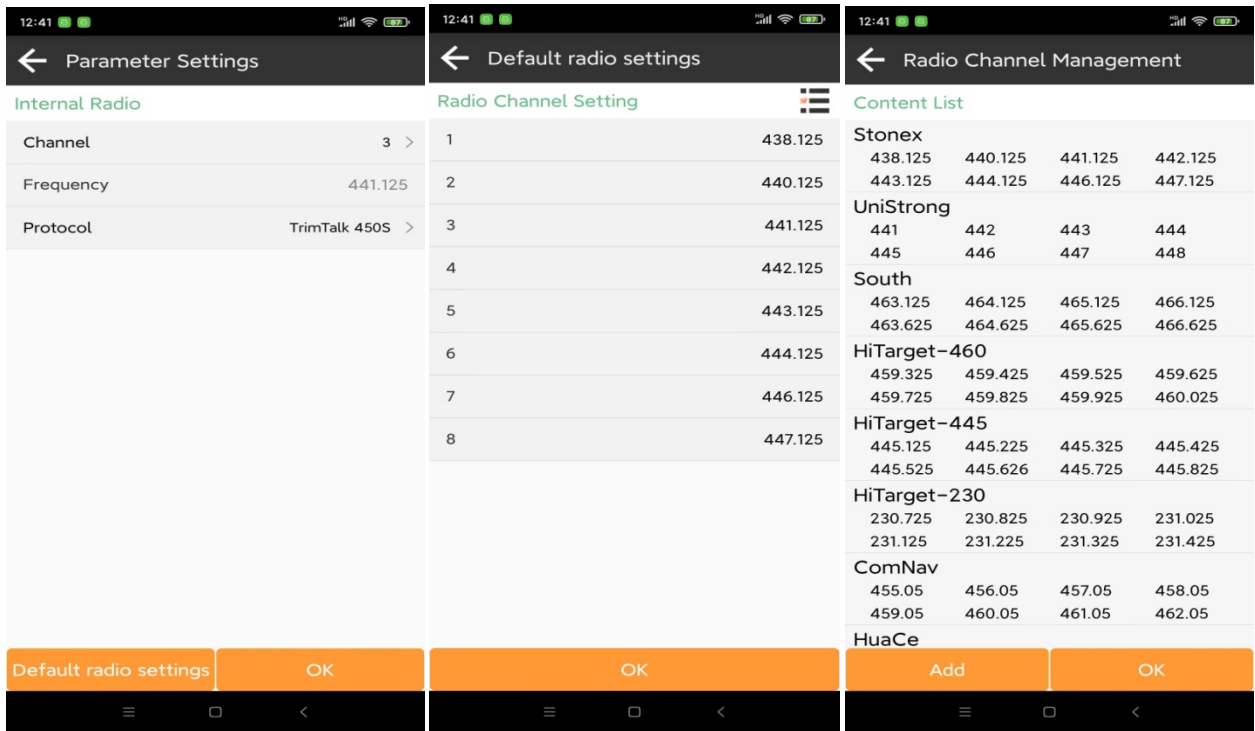 12:41
87
Parameter Settings
Internal Radio
Channel 3 >
Frequency 441.125
Protocol TrimTalk 450S >
Default radio settings OK
12:41
87
Default radio settings
Radio Channel Setting
1 438.125
2 440.125
3 441.125
4 442.125
5 443.125
6 444.125
7 446.125
8 447.125
OK
12:41
87
Radio Channel Management
Content List
Stonex
438.125 440.125 441.125 442.125
443.125 444.125 446.125 447.125
UniStrong
441 442 443 444
445 446 447 448
South
463.125 464.125 465.125 466.125
463.625 464.625 465.625 466.625
HiTarget-460
459.325 459.425 459.525 459.625
459.725 459.825 459.925 460.025
HiTarget-445
445.125 445.225 445.325 445.425
445.525 445.626 445.725 445.825
HiTarget-230
230.725 230.825 230.925 231.025
231.125 231.225 231.325 231.425
ComNav
455.05 456.05 457.05 458.05
459.05 460.05 461.05 462.05
HuaCe
Add OK